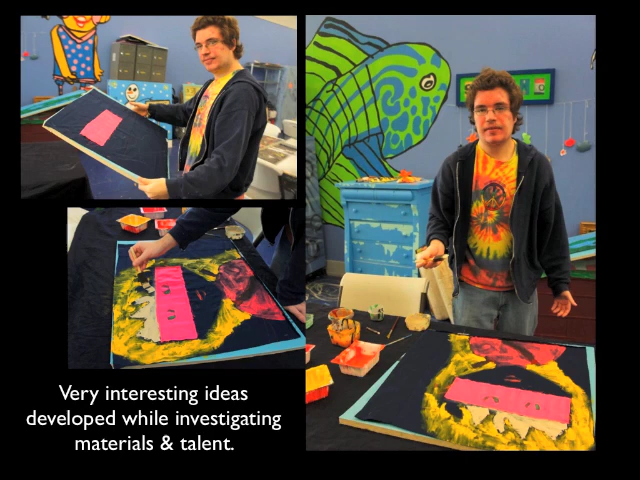 Very interesting ideas
developed while investigating
materials & talent.